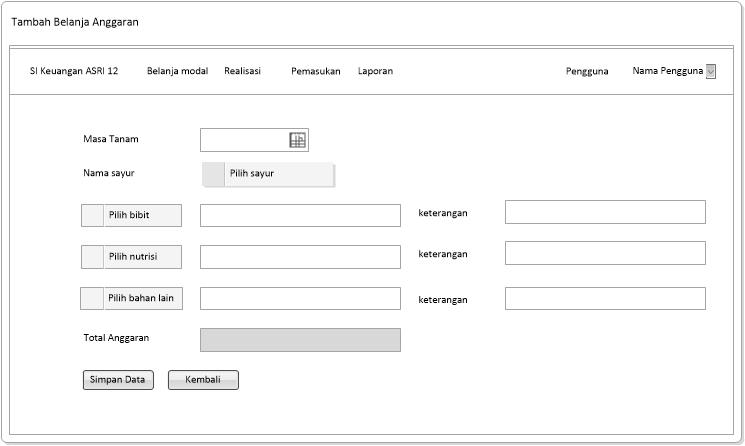 Tambah Belanja Anggaran
SI Keuangan ASRI 12 Belanja modal Realisasi Pemasukan Laporan Pengguna Nama Pengguna
Masa Tanam
Nama sayur Pilih sayur
Pilih bibit keterangan
Pilih nutrisi keterangan
Pilih bahan lain keterangan
Total Anggaran
Simpan Data Kembali